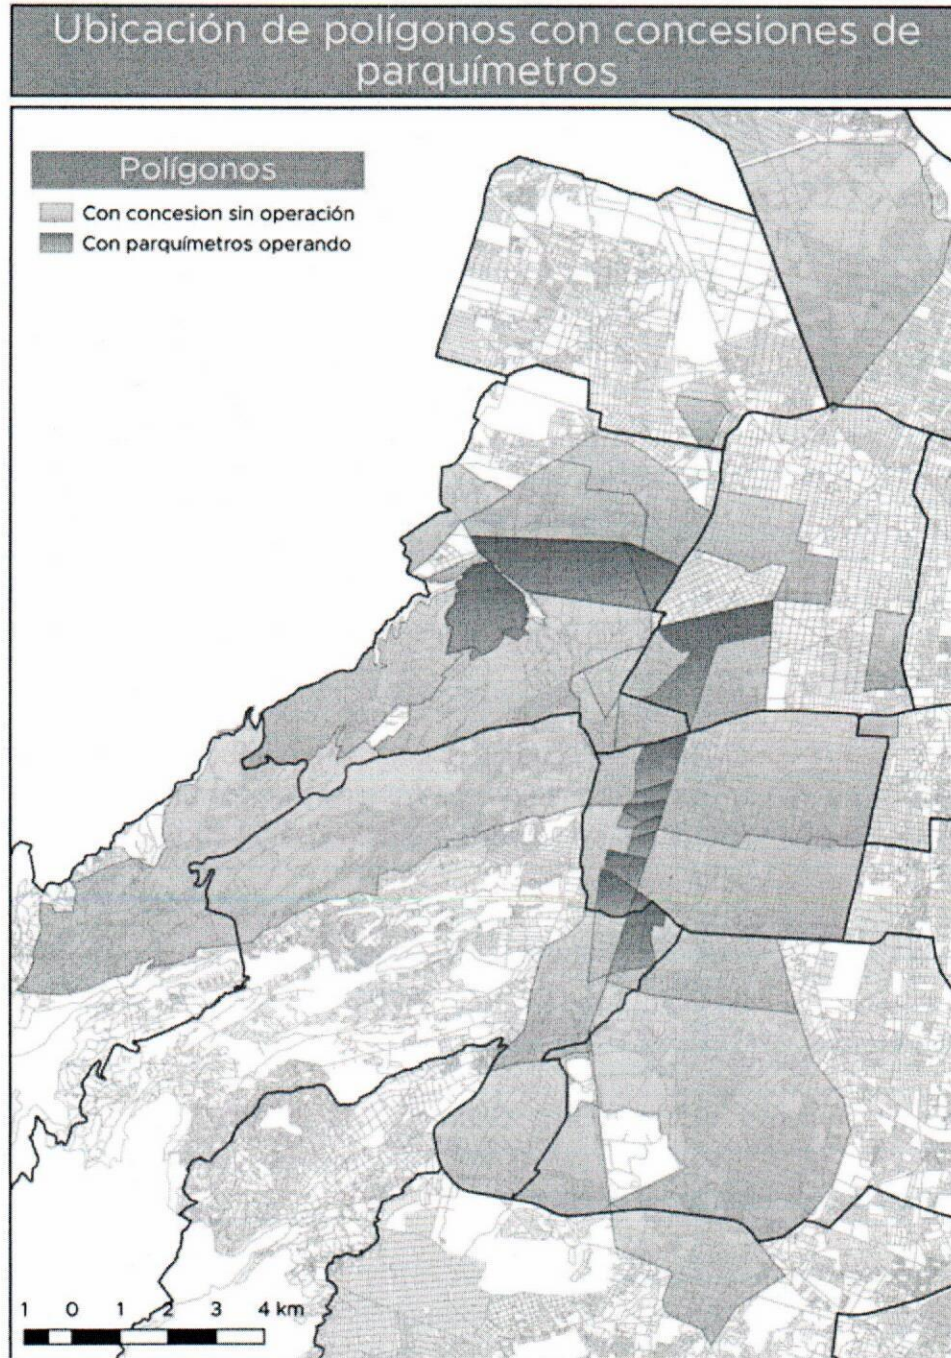 Ubicación de polígonos con concesiones de
parquímetros
Polígonos
Con concesion sin operación
Con parquímetros operando
1 0 1 2 3 4 km